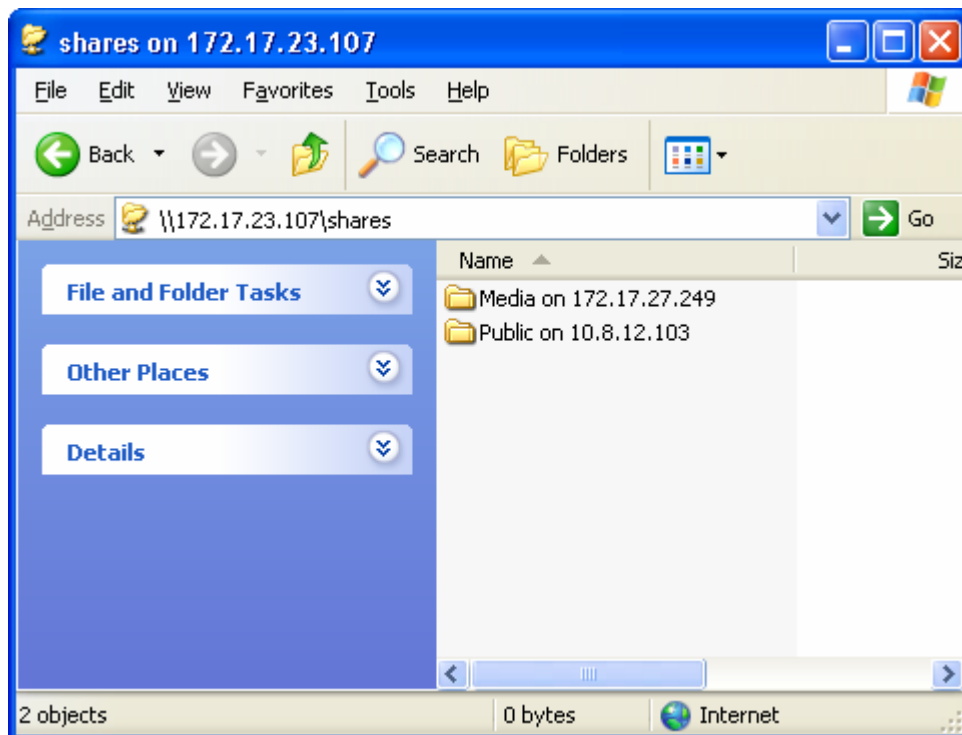 shares on 172.17.23.107
File Edit View Favorites Tools Help
Back Search Folders
Address \\172.17.23.107\shares Go
Name Siz
File and Folder Tasks
Other Places
Details
Media on 172.17.27.249
Public on 10.8.12.103
2 objects 0 bytes Internet